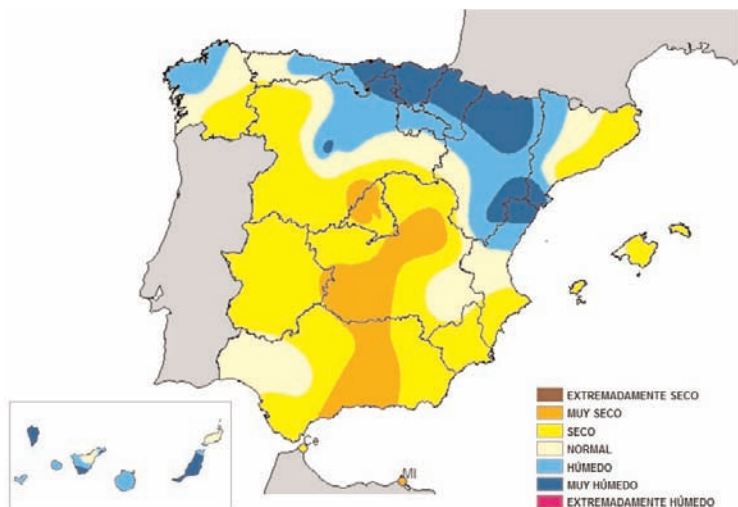 Ce
Ml
EXTREMADAMENTE SECO
MUY SECO
SECO
NORMAL
HÚMEDO
MUY HÚMEDO
EXTREMADAMENTE HÚMEDO